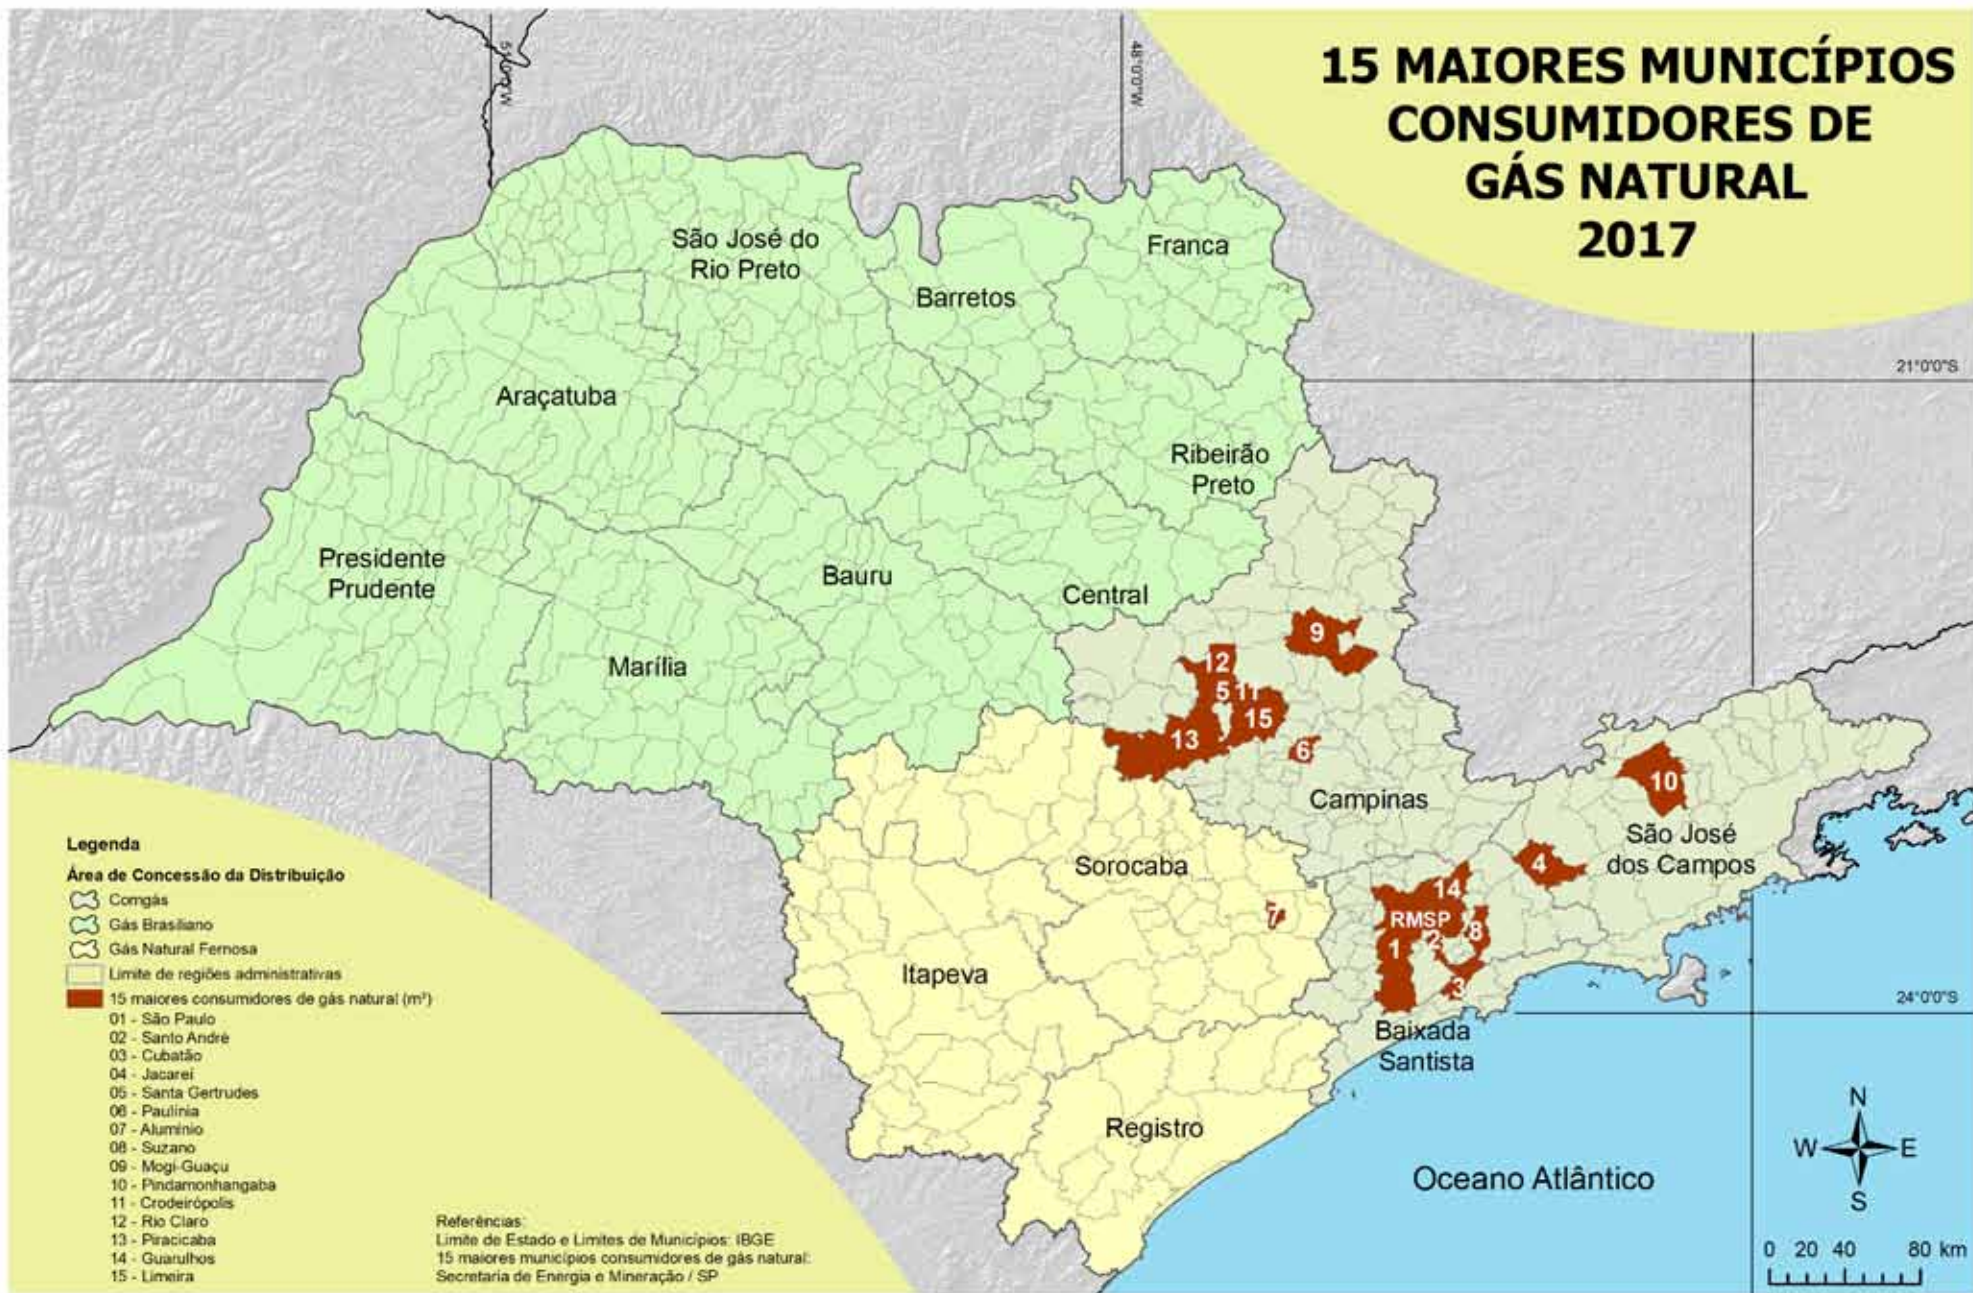 15 MAIORES MUNICÍPIOS
CONSUMIDORES DE
GÁS NATURAL
2017
51°0'0"W
48°0'0"W
21°0'0"S
24°0'0"S
São José do
Rio Preto
Barretos
Franca
Araçatuba
Ribeirão
Preto
Presidente
Prudente
Bauru
Central
Marília
9
12
5
11
15
13
6
10
Campinas
São José
dos Campos
4
Sorocaba
14
RMSP
7
8
2
1
3
Itapeva
Baixada
Santista
Registro
Oceano Atlântico
N
W
E
S
0 20 40 80 km
Legenda
Área de Concessão da Distribuição
Comgás
Gás Brasiliano
Gás Natural Fenosa
Limite de regiões administrativas
15 maiores consumidores de gás natural (m³)
01 - São Paulo
02 - Santo André
03 - Cubatão
04 - Jacareí
05 - Santa Gertrudes
06 - Paulínia
07 - Alumínio
08 - Suzano
09 - Mogi-Guaçu
10 - Pindamonhangaba
11 - Crodeirópolis
12 - Rio Claro
13 - Piracicaba
14 - Guarulhos
15 - Limeira
Referências:
Limite de Estado e Limites de Municípios: IBGE
15 maiores municípios consumidores de gás natural:
Secretaria de Energia e Mineração / SP